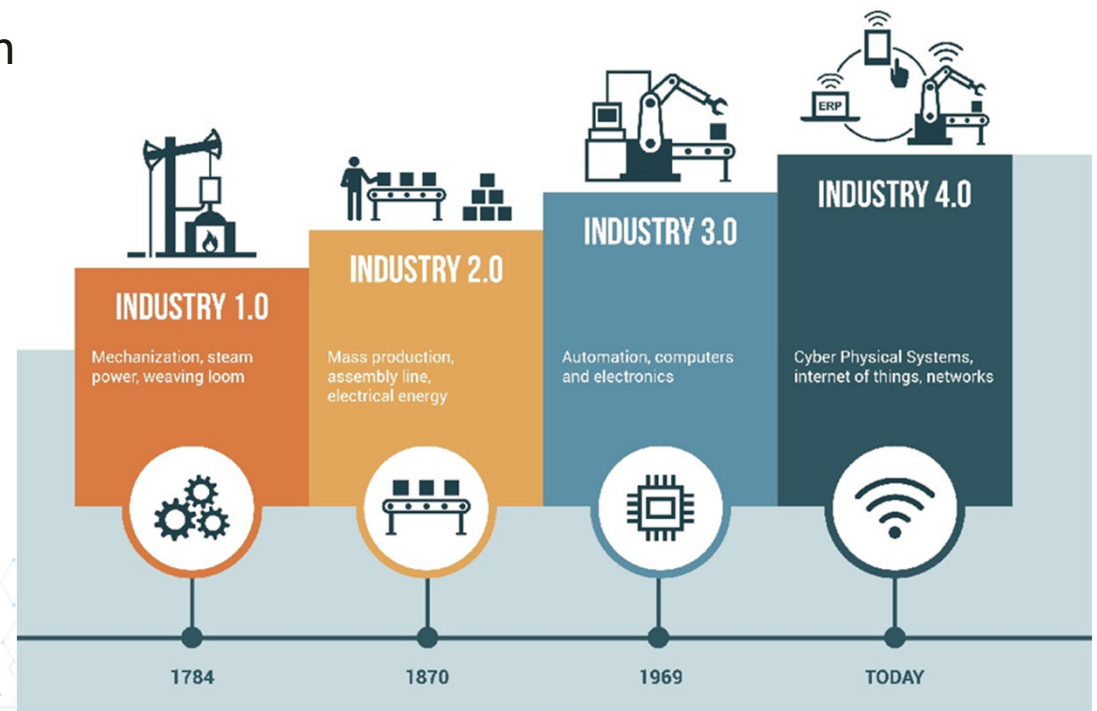 n
ERP
INDUSTRY 1.0
Mechanization, steam
power, weaving loom
INDUSTRY 2.0
Mass production,
assembly line,
electrical energy
INDUSTRY 3.0
Automation, computers
and electronics
INDUSTRY 4.0
Cyber Physical Systems,
internet of things, networks
1784
1870
1969
TODAY